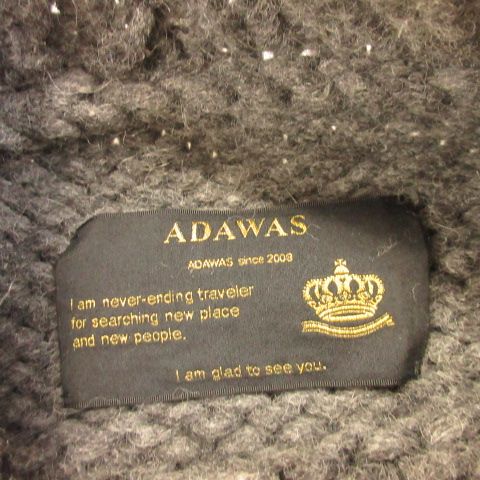 ADAWAS
ADAWAS since 2008
I am never-ending traveler
for searching new place
and new people.
I am glad to see you.